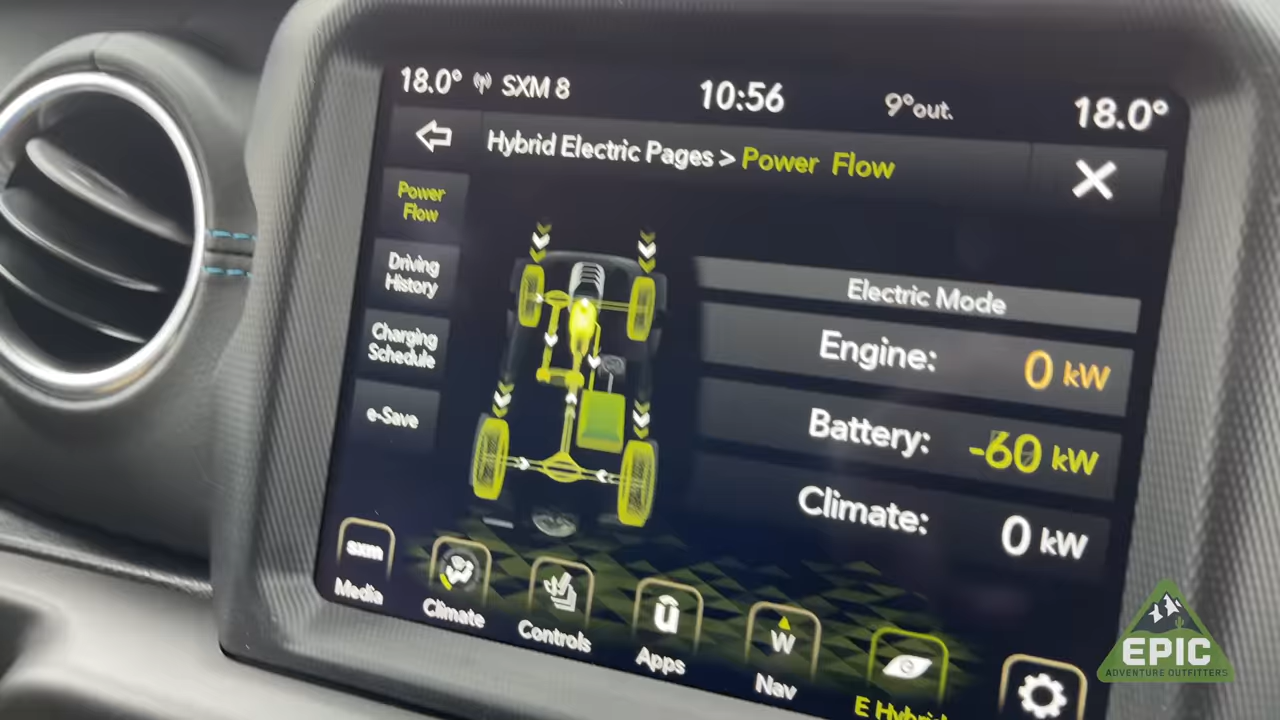 18.0° SXM 8 10:56 9°out. 18.0°
Hybrid Electric Pages > Power Flow
Power
Flow
Driving
History
Charging
Schedule
e-Save
Electric Mode
Engine: 0 kW
Battery: -60 kW
Climate: 0 kW
sxm
Media
Climate
Controls
ū
Apps
W
Nav
E Hybrid
EPIC
ADVENTURE OUTFITTERS